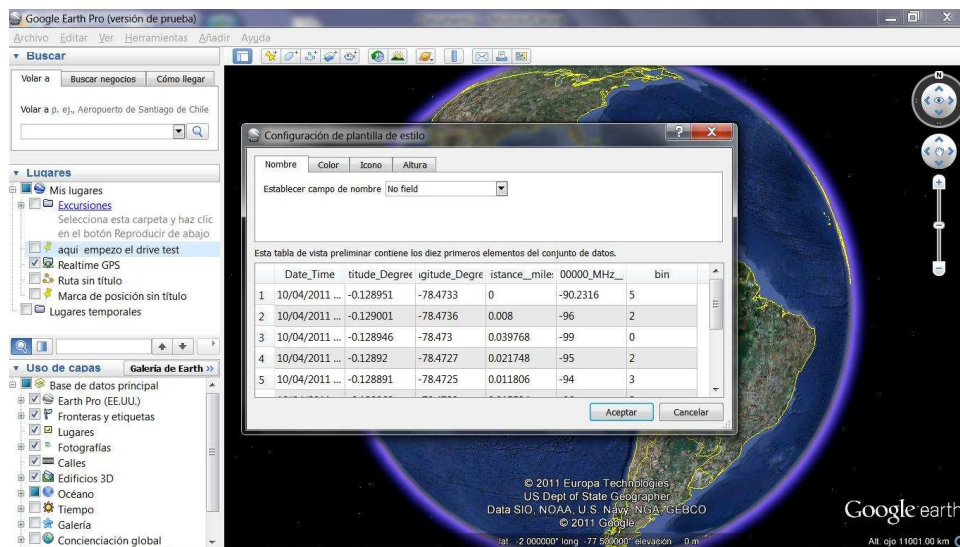 Google Earth Pro (versión de prueba)
Archivo Editar Ver Herramientas Añadir Ayuda
Buscar
Volar a Buscar negocios Cómo llegar
Volar a p. ej., Aeropuerto de Santiago de Chile
Lugares
Mis lugares
Excursiones
Selecciona esta carpeta y haz clic
en el botón Reproducir de abajo
aqui empezo el drive test
Realtime GPS
Ruta sin título
Marca de posición sin título
Lugares temporales
Uso de capas Galería de Earth >>
Base de datos principal
Earth Pro (EE.UU.)
Fronteras y etiquetas
Lugares
Fotografías
Calles
Edificios 3D
Océano
Tiempo
Galería
Concienciación global
Configuración de plantilla de estilo
Nombre Color Icono Altura
Establecer campo de nombre No field
Esta tabla de vista preliminar contiene los diez primeros elementos del conjunto de datos.
Date_Time titude_Degree gitude_Degre istance__mile 00000_MHz_ bin
1 10/04/2011 ... -0.128951 -78.4733 0 -90.2316 5
2 10/04/2011 ... -0.129001 -78.4736 0.008 -96 2
3 10/04/2011 ... -0.128946 -78.473 0.039768 -99 0
4 10/04/2011 ... -0.12892 -78.4727 0.021748 -95 2
5 10/04/2011 ... -0.128891 -78.4725 0.011806 -94 3
Aceptar Cancelar
N
© 2011 Europa Technologies
US Dept of State Geographer
Data SIO, NOAA, U.S. Navy, NGA, GEBCO
© 2011 Google
Google earth
lat -2.000000° long -77.500000° elevación 0 m
Alt. ojo 11001.00 km